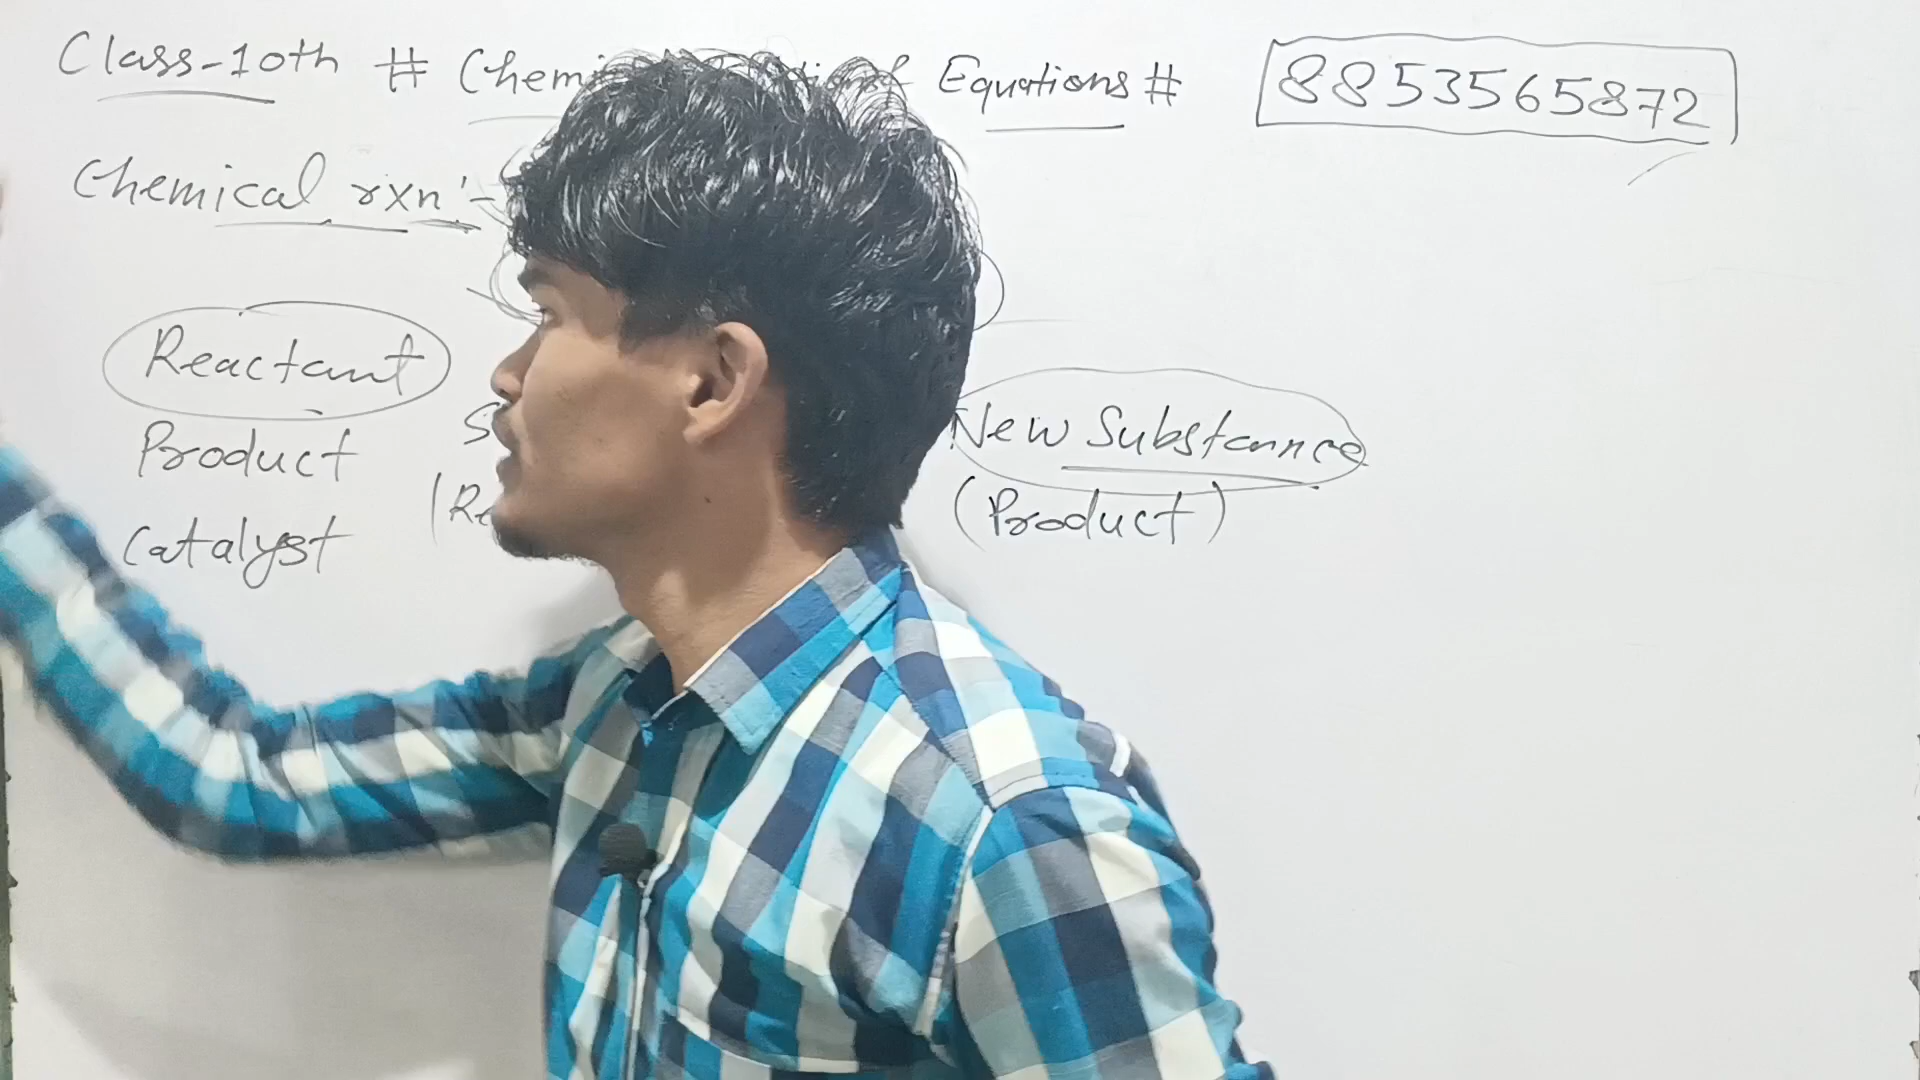 Class-10th # Chemi Equations # 8853565872
Chemical rxn:-
Reactant
Product
Catalyst
New Substance
(Product)